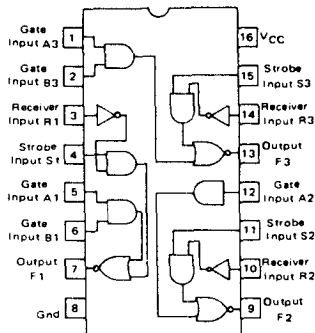 Gate
Input A3
1
Gate
Input B3
2
Receiver
Input R1
3
Strobe
Input S1
4
Gate
Input A1
5
Gate
Input B1
6
Output
F1
7
Gnd
8
16
VCC
15
Strobe
Input S3
14
Receiver
Input R3
13
Output
F3
12
Gate
Input A2
11
Strobe
Input S2
10
Receiver
Input R2
9
Output
F2